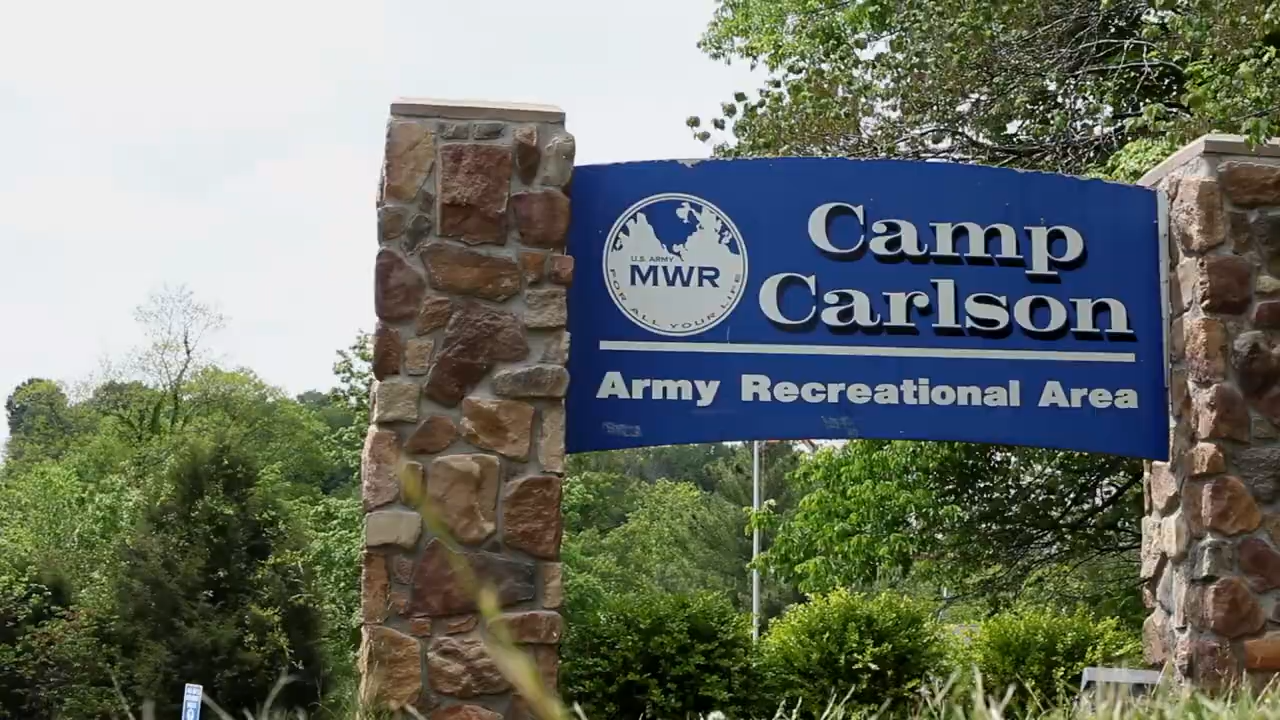 U.S. ARMY
MWR
FOR ALL YOUR LIFE
Camp
Carlson
Army Recreational Area